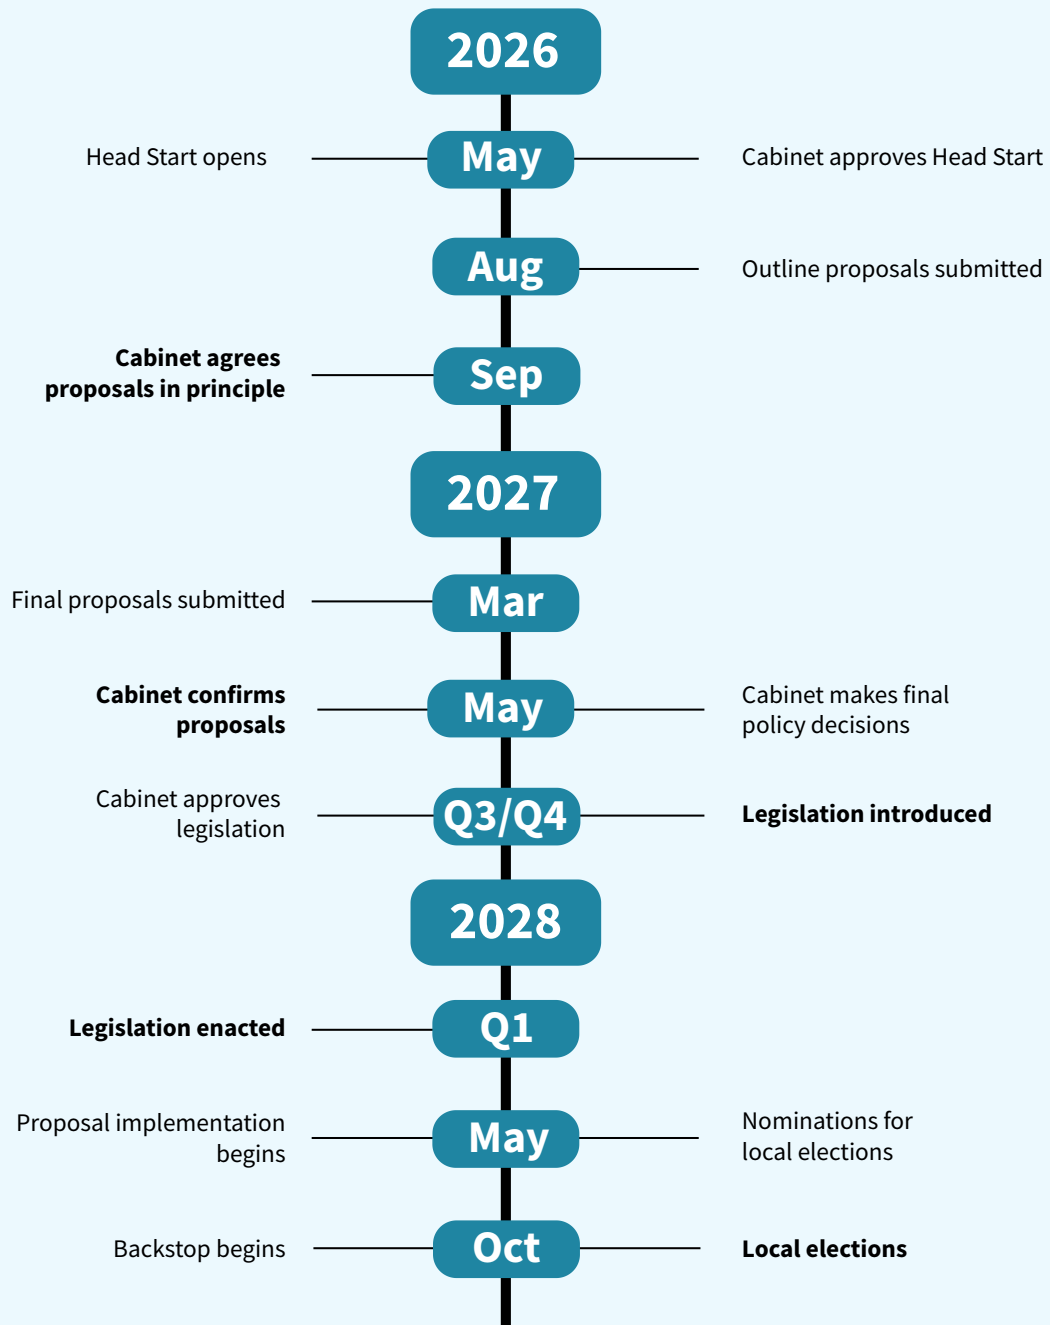 2026
Head Start opens
May
Cabinet approves Head Start
Aug
Outline proposals submitted
Cabinet agrees
proposals in principle
Sep
2027
Final proposals submitted
Mar
Cabinet confirms
proposals
May
Cabinet makes final
policy decisions
Cabinet approves
legislation
Q3/Q4
Legislation introduced
2028
Legislation enacted
Q1
Proposal implementation
begins
May
Nominations for
local elections
Backstop begins
Oct
Local elections